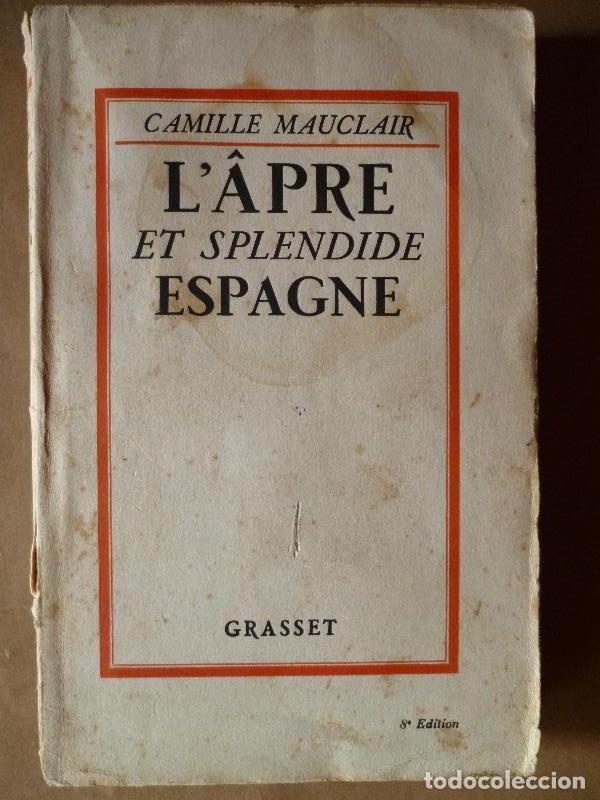 CAMILLE MAUCLAIR
L'ÂPRE
ET SPLENDIDE
ESPAGNE
GRASSET
8e Edition
todocoleccion